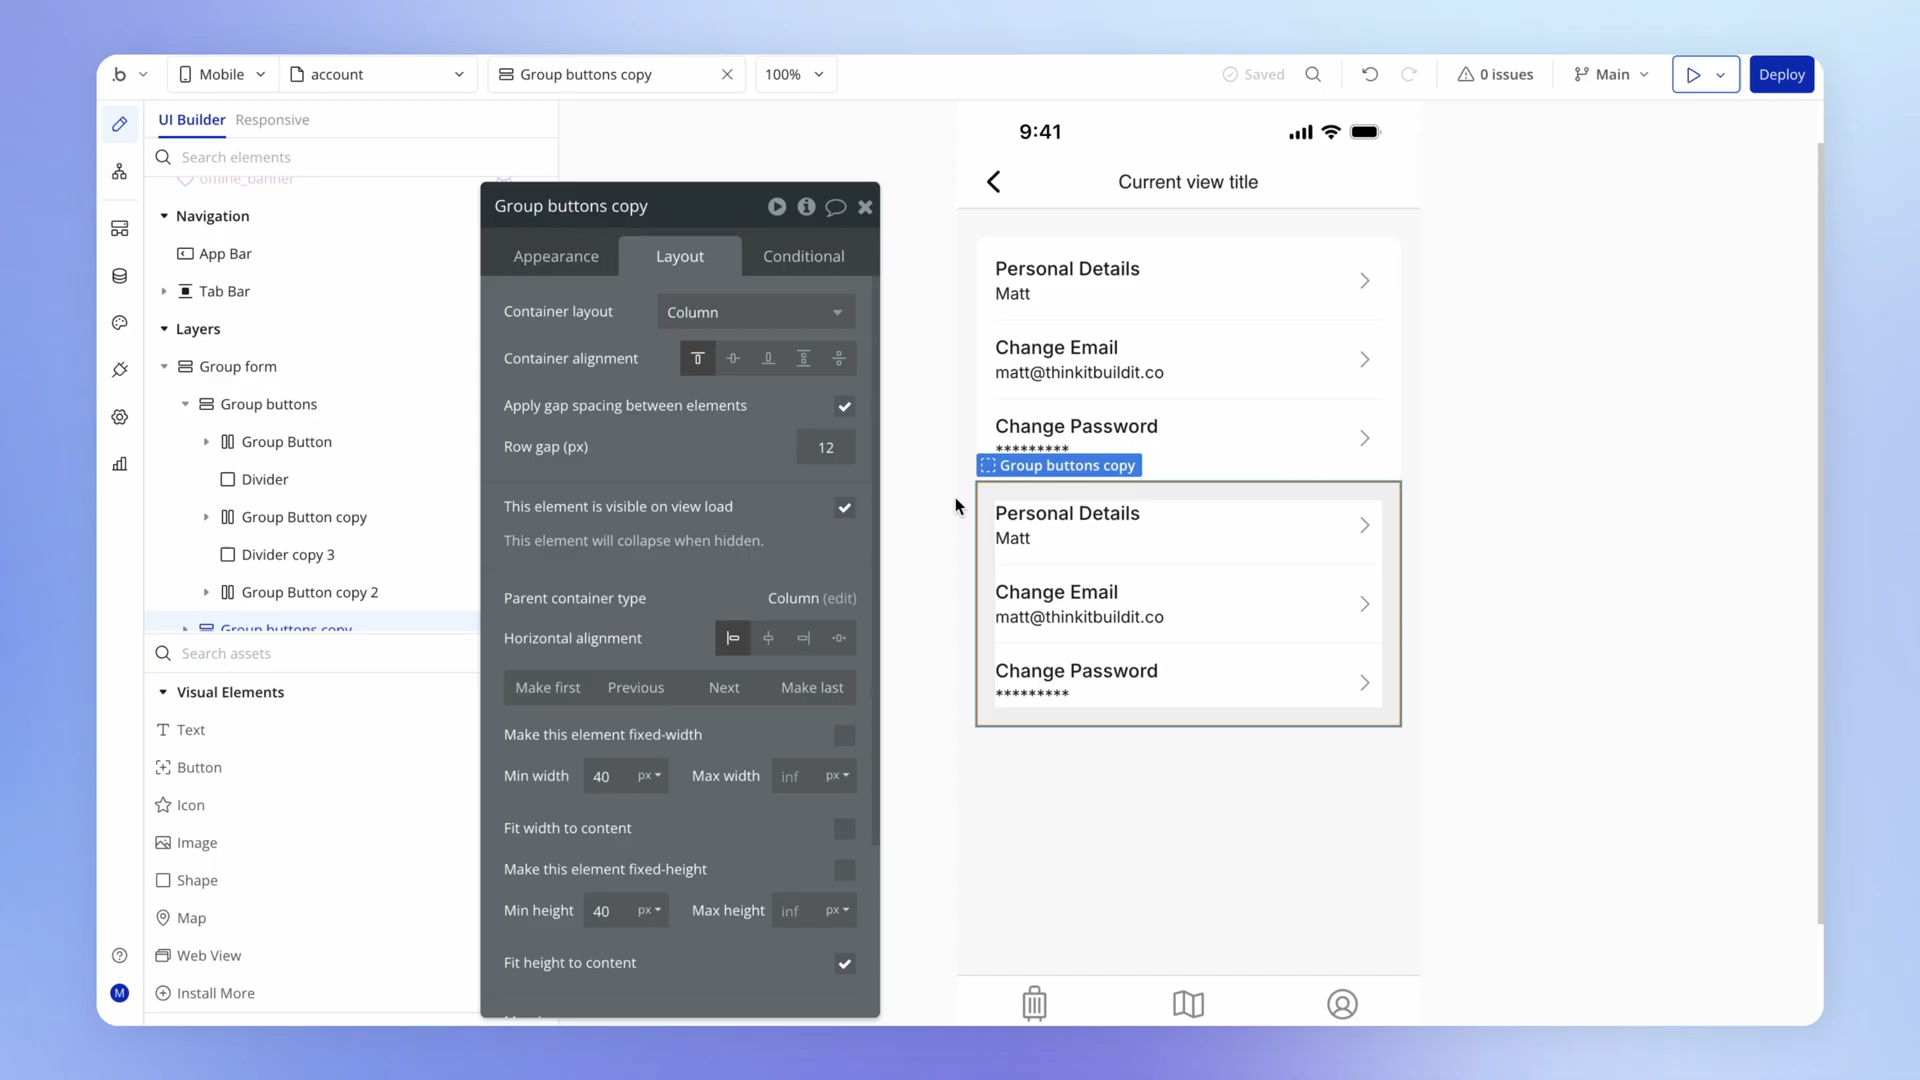 .b
Mobile
account
Group buttons copy
100%
Saved
0 issues
Main
Deploy
UI Builder
Responsive
Search elements
offline_banner
Navigation
App Bar
Tab Bar
Layers
Group form
Group buttons
Group Button
Divider
Group Button copy
Divider copy 3
Group Button copy 2
Group buttons copy
Search assets
Visual Elements
Text
Button
Icon
Image
Shape
Map
Web View
Install More
M
Group buttons copy
Appearance
Layout
Conditional
Container layout
Column
Container alignment
Apply gap spacing between elements
Row gap (px)
12
This element is visible on view load
This element will collapse when hidden.
Parent container type
Column (edit)
Horizontal alignment
Make first
Previous
Next
Make last
Make this element fixed-width
Min width
40
px
Max width
inf
px
Fit width to content
Make this element fixed-height
Min height
40
px
Max height
inf
px
Fit height to content
9:41
Current view title
Personal Details
Matt
Change Email
matt@thinkitbuildit.co
Change Password
*********
Group buttons copy
Personal Details
Matt
Change Email
matt@thinkitbuildit.co
Change Password
*********